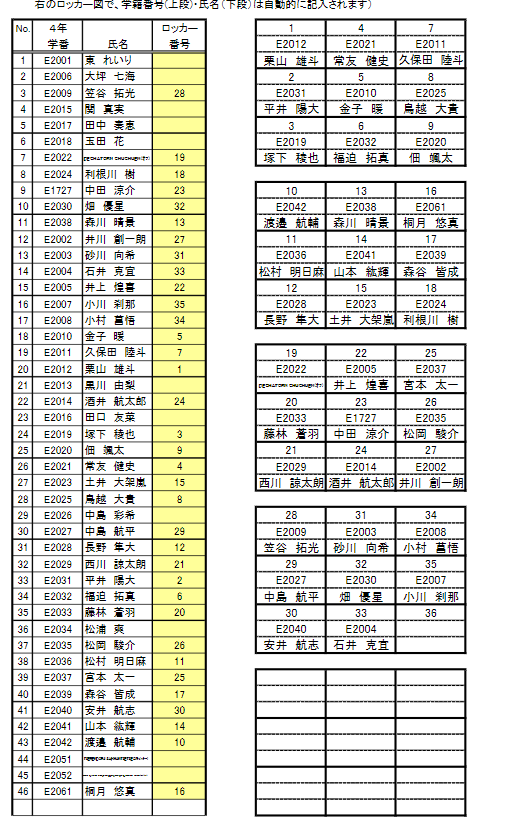 右のロッカー図で、学籍番号(上段)・氏名(下段)は自動的に記入されます)
No. 4年 学番 氏名 ロッカー 番号
1 E2001 東 れいり
2 E2006 大坪 七海
3 E2009 笠谷 拓光 28
4 E2015 関 真実
5 E2017 田中 奏恵
6 E2018 玉田 花
7 E2022 19
8 E2024 利根川 樹 18
9 E1727 中田 涼介 23
10 E2030 畑 優星 32
11 E2038 森川 晴景 13
12 E2002 井川 創一朗 27
13 E2003 砂川 向希 31
14 E2004 石井 克宜 33
15 E2005 井上 煌喜 22
16 E2007 小川 刹那 35
17 E2008 小村 菖悟 34
18 E2010 金子 暖 5
19 E2011 久保田 陸斗 7
20 E2012 栗山 雄斗 1
21 E2013 黒川 由梨
22 E2014 酒井 航太郎 24
23 E2016 田口 友菜
24 E2019 塚下 稜也 3
25 E2020 佃 颯太 9
26 E2021 常友 健史 4
27 E2023 土井 大架嵐 15
28 E2025 鳥越 大貴 8
29 E2026 中島 彩希
30 E2027 中島 航平 29
31 E2028 長野 隼大 12
32 E2029 西川 諒太朗 21
33 E2031 平井 陽大 2
34 E2032 福迫 拓真 6
35 E2033 藤林 蒼羽 20
36 E2034 松浦 爽
37 E2035 松岡 駿介 26
38 E2036 松村 明日麻 11
39 E2037 宮本 太一 25
40 E2039 森谷 皆成 17
41 E2040 安井 航志 30
42 E2041 山本 紘輝 14
43 E2042 渡邉 航輔 10
44 E2051
45 E2052
46 E2061 桐月 悠真 16
1 4 7
E2012 E2021 E2011
栗山 雄斗 常友 健史 久保田 陸斗
2 5 8
E2031 E2010 E2025
平井 陽大 金子 暖 鳥越 大貴
3 6 9
E2019 E2032 E2020
塚下 稜也 福迫 拓真 佃 颯太
10 13 16
E2042 E2038 E2061
渡邉 航輔 森川 晴景 桐月 悠真
11 14 17
E2036 E2041 E2039
松村 明日麻 山本 紘輝 森谷 皆成
12 15 18
E2028 E2023 E2024
長野 隼大 土井 大架嵐 利根川 樹
19 22 25
E2022 E2005 E2037
井上 煌喜 宮本 太一
20 23 26
E2033 E1727 E2035
藤林 蒼羽 中田 涼介 松岡 駿介
21 24 27
E2029 E2014 E2002
西川 諒太朗 酒井 航太郎 井川 創一朗
28 31 34
E2009 E2003 E2008
笠谷 拓光 砂川 向希 小村 菖悟
29 32 35
E2027 E2030 E2007
中島 航平 畑 優星 小川 刹那
30 33 36
E2040 E2004
安井 航志 石井 克宜